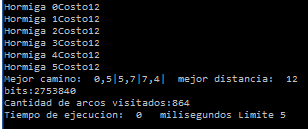 Hormiga 0Costo12
Hormiga 1Costo12
Hormiga 2Costo12
Hormiga 3Costo12
Hormiga 4Costo12
Hormiga 5Costo12
Mejor camino:  0,5|5,7|7,4|  mejor distancia:  12
bits:2753840
Cantidad de arcos visitados:864
Tiempo de ejecucion:  0   milisegundos Limite 5